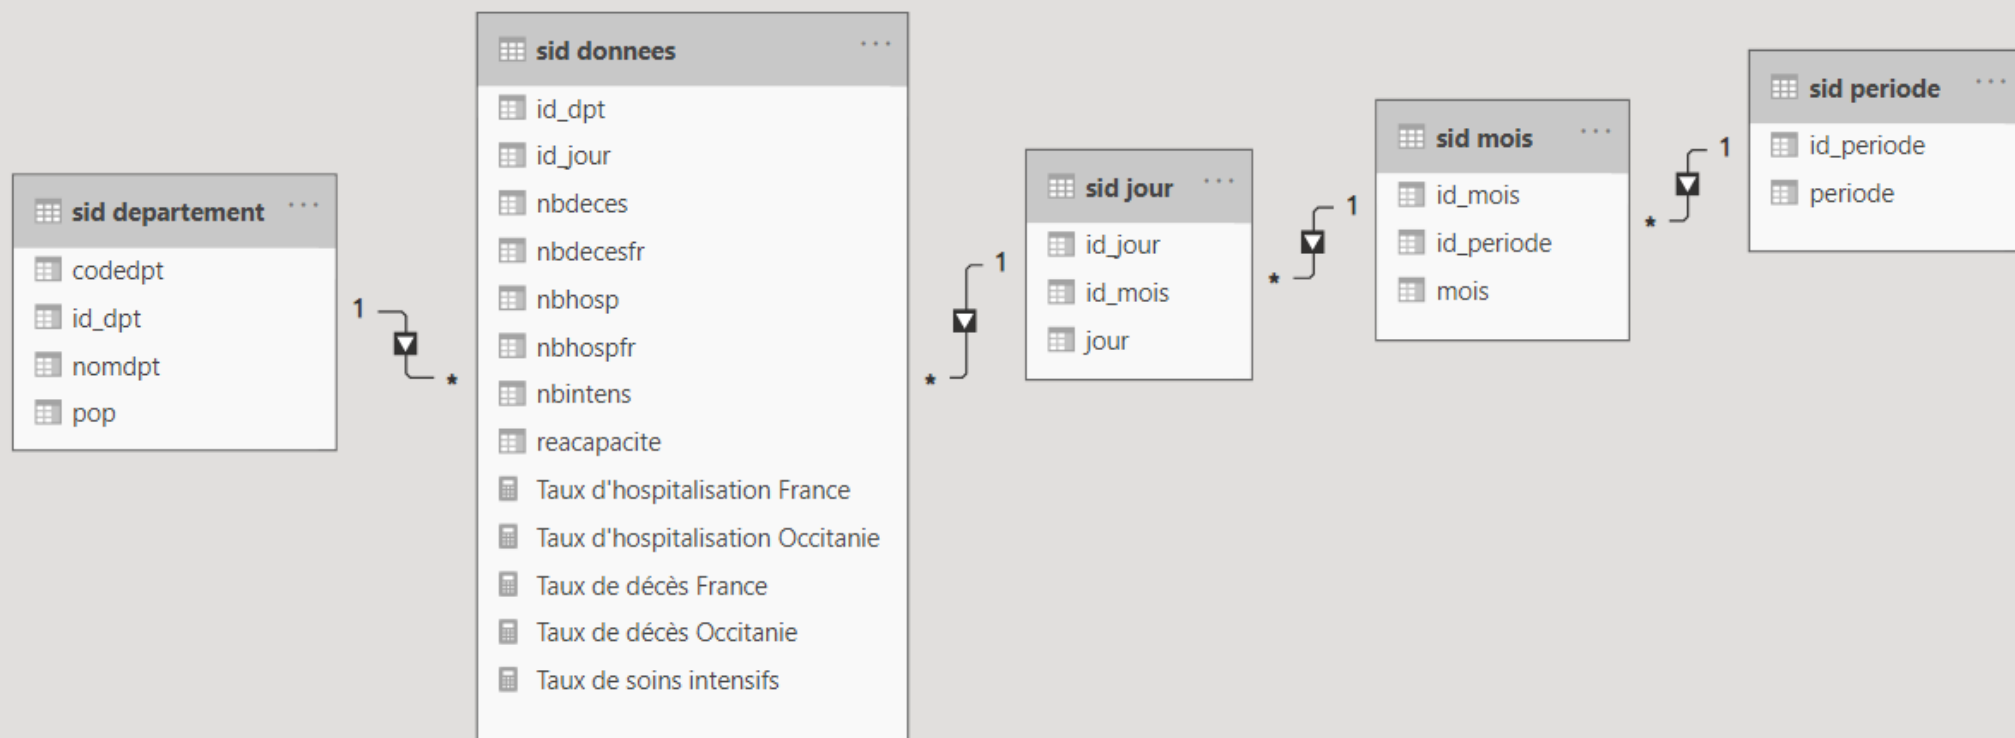 sid departement
codedpt
id_dpt
nomdpt
pop
1
*
sid donnees
id_dpt
id_jour
nbdeces
nbdecesfr
nbhosp
nbhospfr
nbintens
reacapacite
Taux d'hospitalisation France
Taux d'hospitalisation Occitanie
Taux de décès France
Taux de décès Occitanie
Taux de soins intensifs
*
1
sid jour
id_jour
id_mois
jour
*
1
sid mois
id_mois
id_periode
mois
*
1
sid periode
id_periode
periode